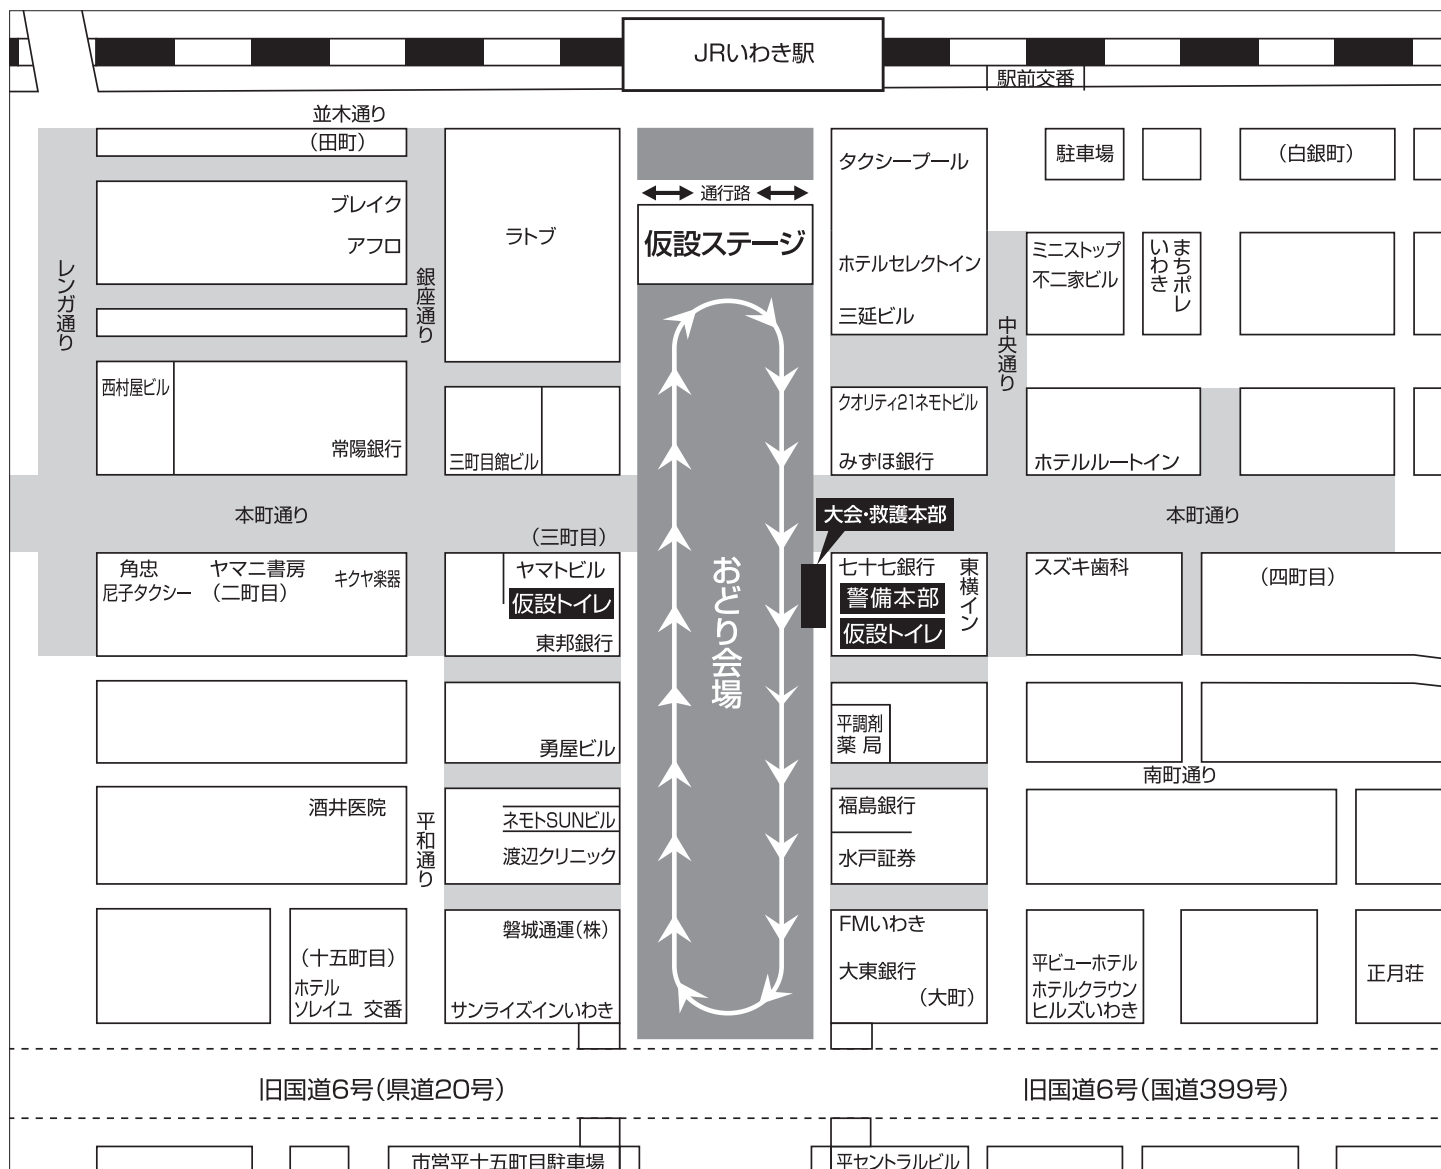 JRいわき駅
駅前交番
並木通り
(田町)
タクシープール
駐車場
(白銀町)
通行路
仮設ステージ
ブレイク
アフロ
ラトブ
ホテルセレクトイン
三延ビル
ミニストップ
不二家ビル
まちポレ
いわき
レンガ通り
銀座通り
中央通り
西村屋ビル
常陽銀行
三町目館ビル
クオリティ21ネモトビル
みずほ銀行
ホテルルートイン
本町通り
(三町目)
大会・救護本部
本町通り
角忠
尼子タクシー
ヤマニ書房
(二町目)
キクヤ楽器
ヤマトビル
仮設トイレ
東邦銀行
おどり会場
七十七銀行
警備本部
仮設トイレ
東横イン
スズキ歯科
(四町目)
勇屋ビル
平調剤
薬局
南町通り
酒井医院
平和通り
ネモトSUNビル
渡辺クリニック
福島銀行
水戸証券
磐城通運(株)
サンライズインいわき
(十五町目)
ホテル
ソレイユ 交番
FMいわき
大東銀行
(大町)
平ビューホテル
ホテルクラウン
ヒルズいわき
正月荘
旧国道6号(県道20号)
旧国道6号(国道399号)
市営平十五町目駐車場
平セントラルビル